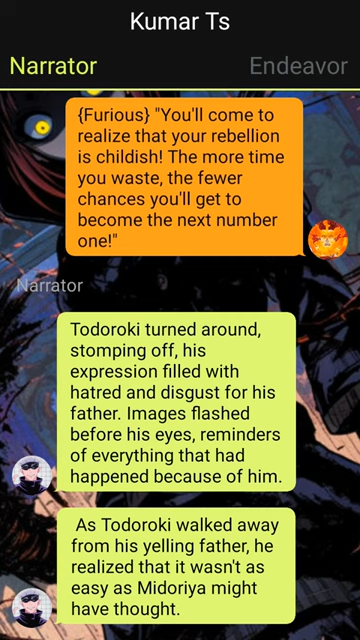 Kumar Ts
Narrator
Endeavor
{Furious} "You'll come to
realize that your rebellion
is childish! The more time
you waste, the fewer
chances you'll get to
become the next number
one!"
Narrator
Todoroki turned around,
stomping off, his
expression filled with
hatred and disgust for his
father. Images flashed
before his eyes, reminders
of everything that had
happened because of him.
As Todoroki walked away
from his yelling father, he
realized that it wasn't as
easy as Midoriya might
have thought.